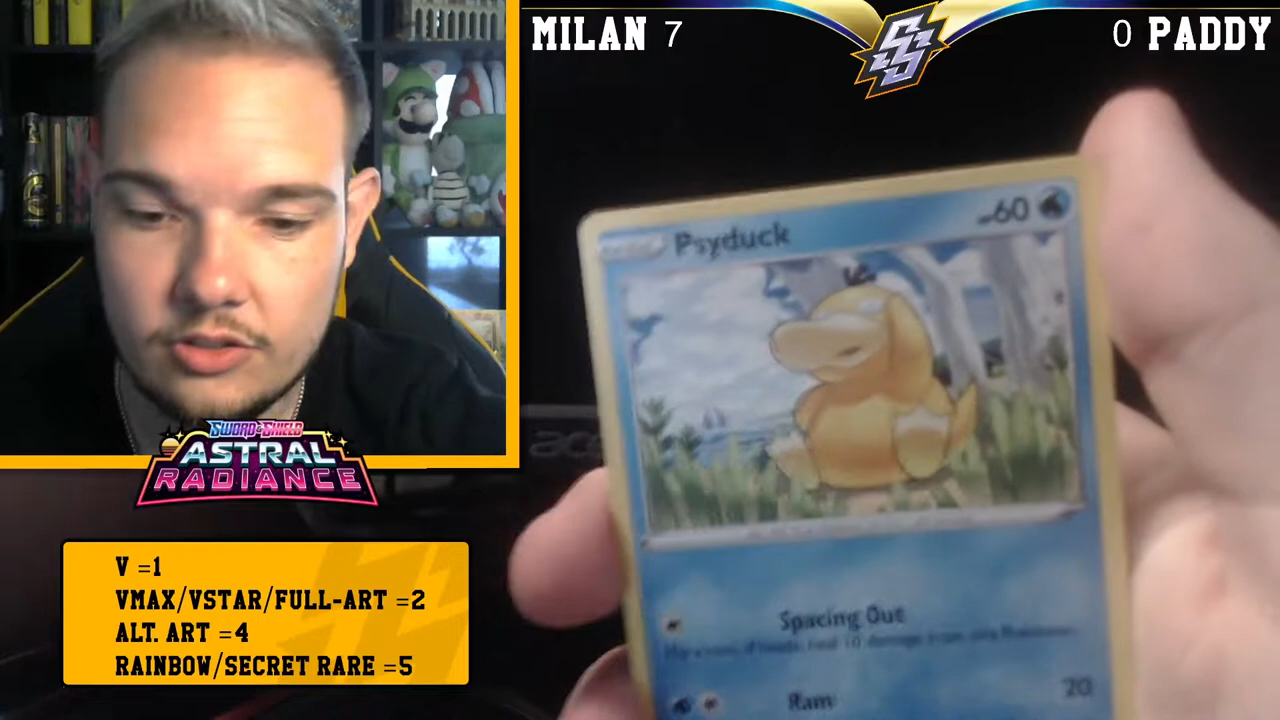 MILAN 7
0 PADDY
Psyduck
60
acer
SWORD & SHIELD
ASTRAL
RADIANCE
V =1
VMAX/VSTAR/FULL-ART =2
ALT. ART =4
RAINBOW/SECRET RARE =5
Spacing Out
Ram
20